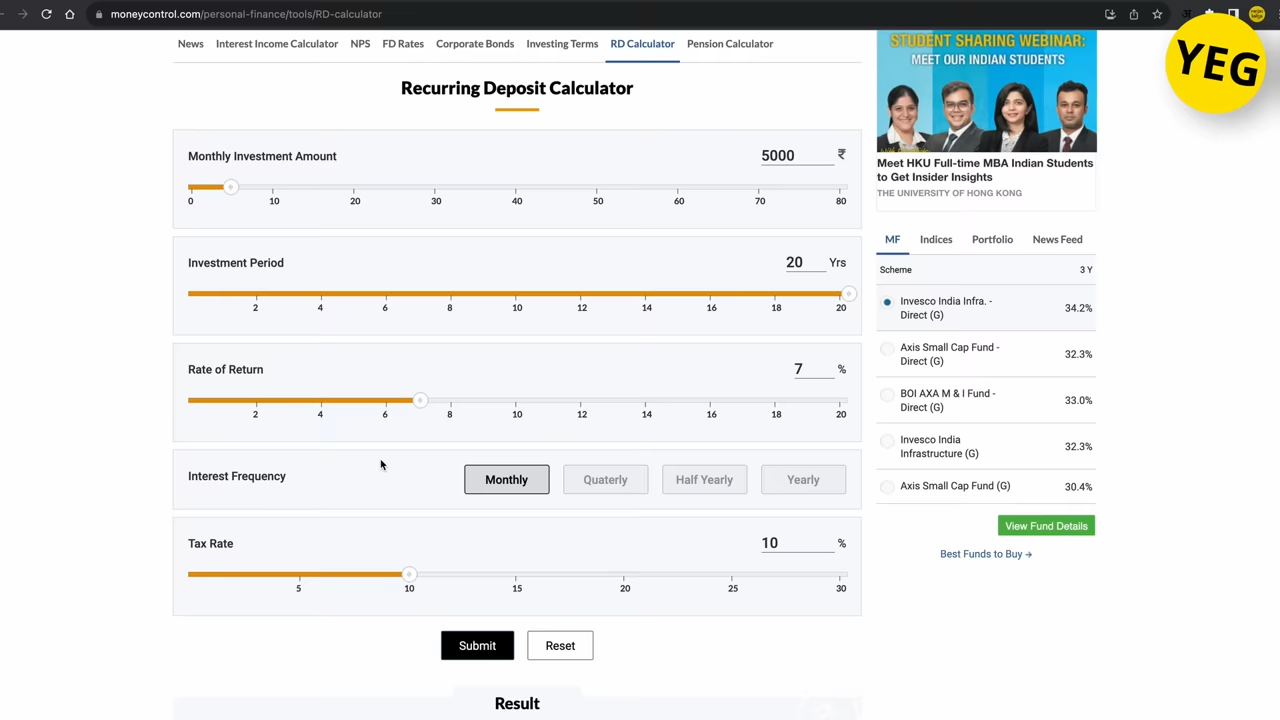 moneycontrol.com/personal-finance/tools/RD-calculator
YEG
News Interest Income Calculator NPS FD Rates Corporate Bonds Investing Terms RD Calculator Pension Calculator
Recurring Deposit Calculator
Monthly Investment Amount 5000 ₹
0 10 20 30 40 50 60 70 80
Investment Period 20 Yrs
2 4 6 8 10 12 14 16 18 20
Rate of Return 7 %
2 4 6 8 10 12 14 16 18 20
Interest Frequency Monthly Quaterly Half Yearly Yearly
Tax Rate 10 %
5 10 15 20 25 30
Submit Reset
Result
STUDENT SHARING WEBINAR:
MEET OUR INDIAN STUDENTS
Meet HKU Full-time MBA Indian Students
to Get Insider Insights
THE UNIVERSITY OF HONG KONG
MF Indices Portfolio News Feed
Scheme 3 Y
Invesco India Infra. -
Direct (G) 34.2%
Axis Small Cap Fund -
Direct (G) 32.3%
BOI AXA M & I Fund -
Direct (G) 33.0%
Invesco India
Infrastructure (G) 32.3%
Axis Small Cap Fund (G) 30.4%
View Fund Details
Best Funds to Buy →